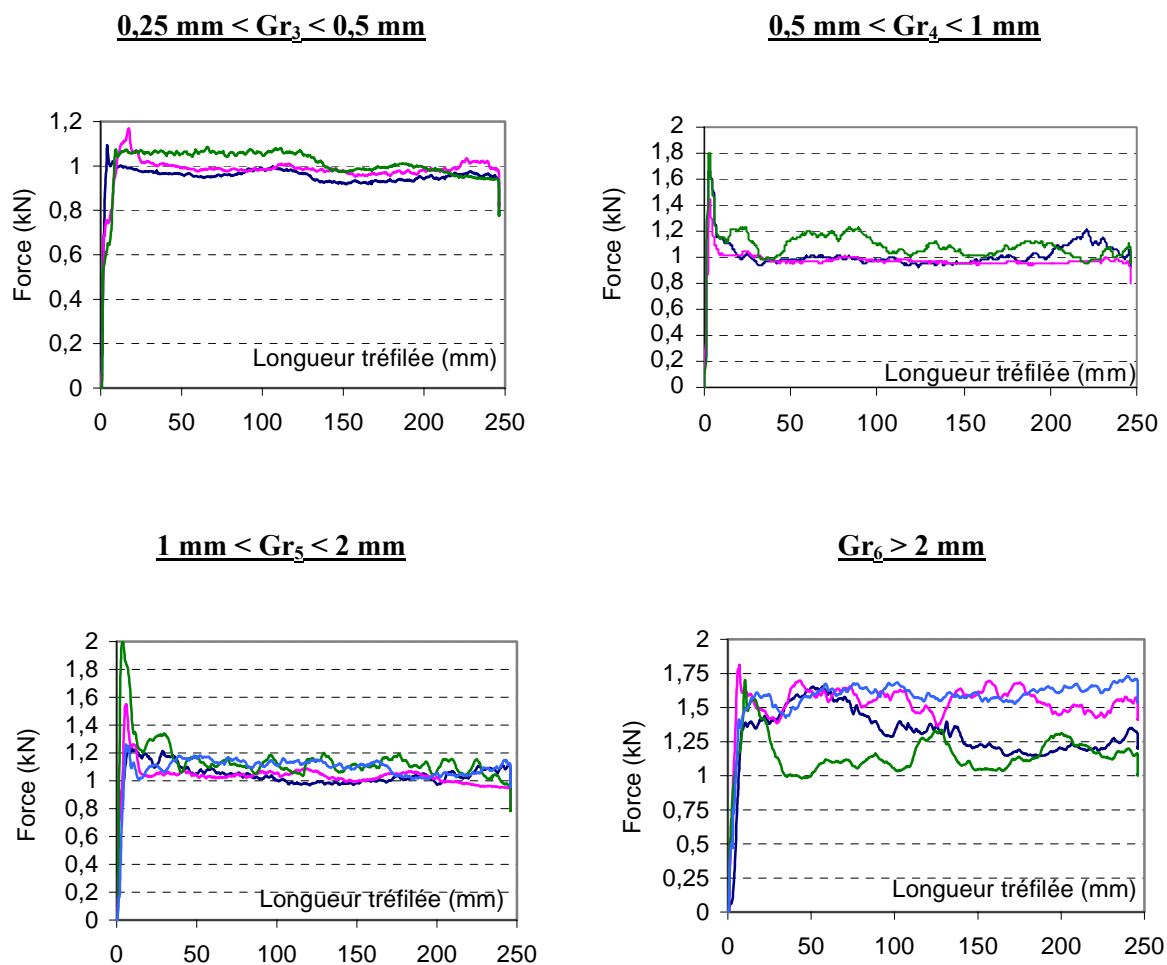 0,25 mm < Gr3 < 0,5 mm
0,5 mm < Gr4 < 1 mm
1,2
1
0,8
0,6
0,4
0,2
0
Force (kN)
Longueur tréfilée (mm)
0 50 100 150 200 250
2
1,8
1,6
1,4
1,2
1
0,8
0,6
0,4
0,2
0
Force (kN)
Longueur tréfilée (mm)
0 50 100 150 200 250
1 mm < Gr5 < 2 mm
Gr6 > 2 mm
2
1,8
1,6
1,4
1,2
1
0,8
0,6
0,4
0,2
0
Force (kN)
Longueur tréfilée (mm)
0 50 100 150 200 250
2
1,75
1,5
1,25
1
0,75
0,5
0,25
0
Force (kN)
Longueur tréfilée (mm)
0 50 100 150 200 250